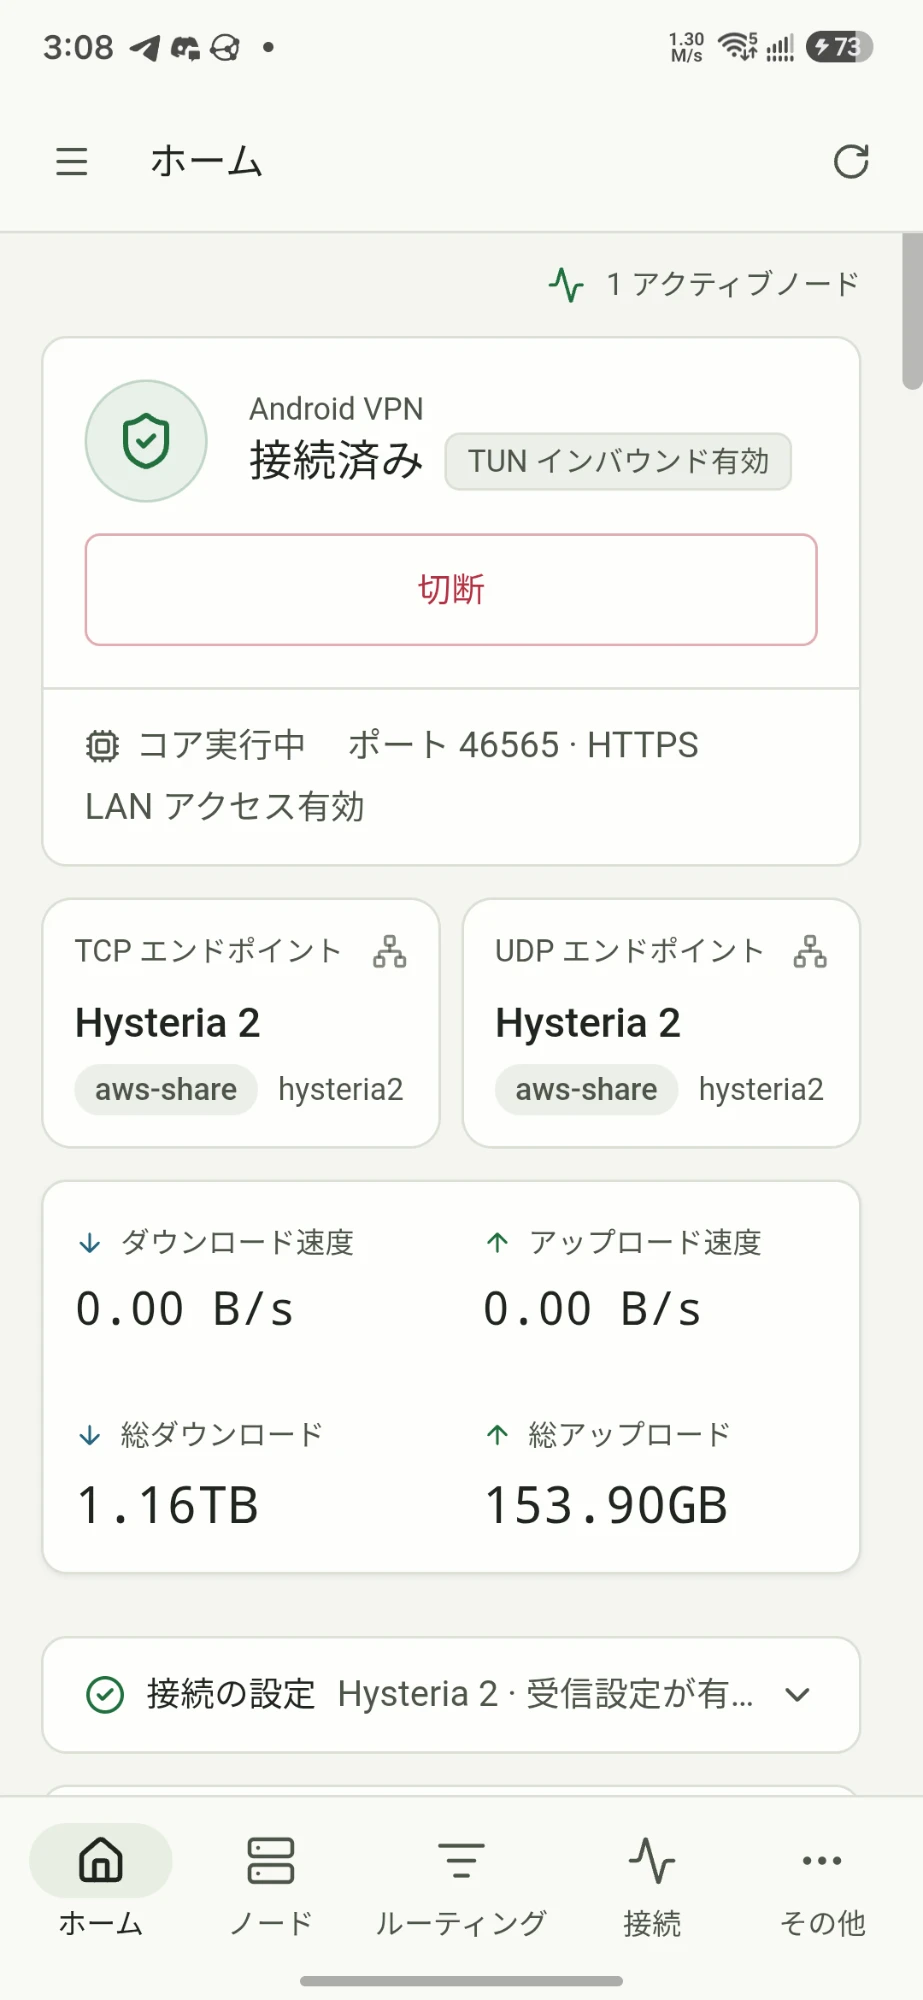 3:08
1.30 M/s
5
73
ホーム
1 アクティブノード
Android VPN
接続済み
TUN インバウンド有効
切断
コア実行中 ポート 46565 · HTTPS
LAN アクセス有効
TCP エンドポイント
Hysteria 2
aws-share hysteria2
UDP エンドポイント
Hysteria 2
aws-share hysteria2
ダウンロード速度
0.00 B/s
アップロード速度
0.00 B/s
総ダウンロード
1.16TB
総アップロード
153.90GB
接続の設定 Hysteria 2 · 受信設定が有…
ホーム
ノード
ルーティング
接続
その他